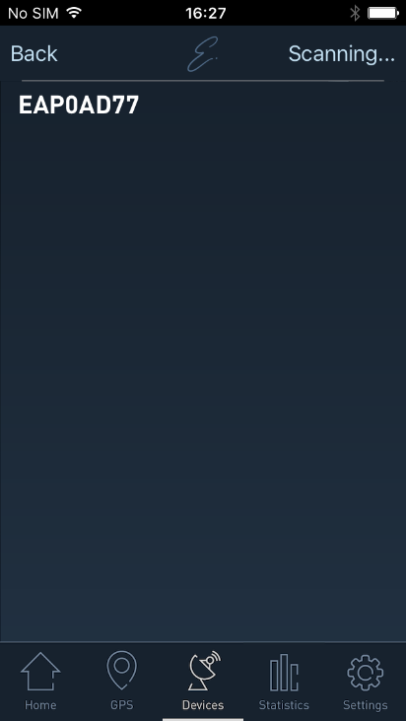 No SIM 16:27
Back E Scanning...
EAP0AD77
Home GPS Devices Statistics Settings